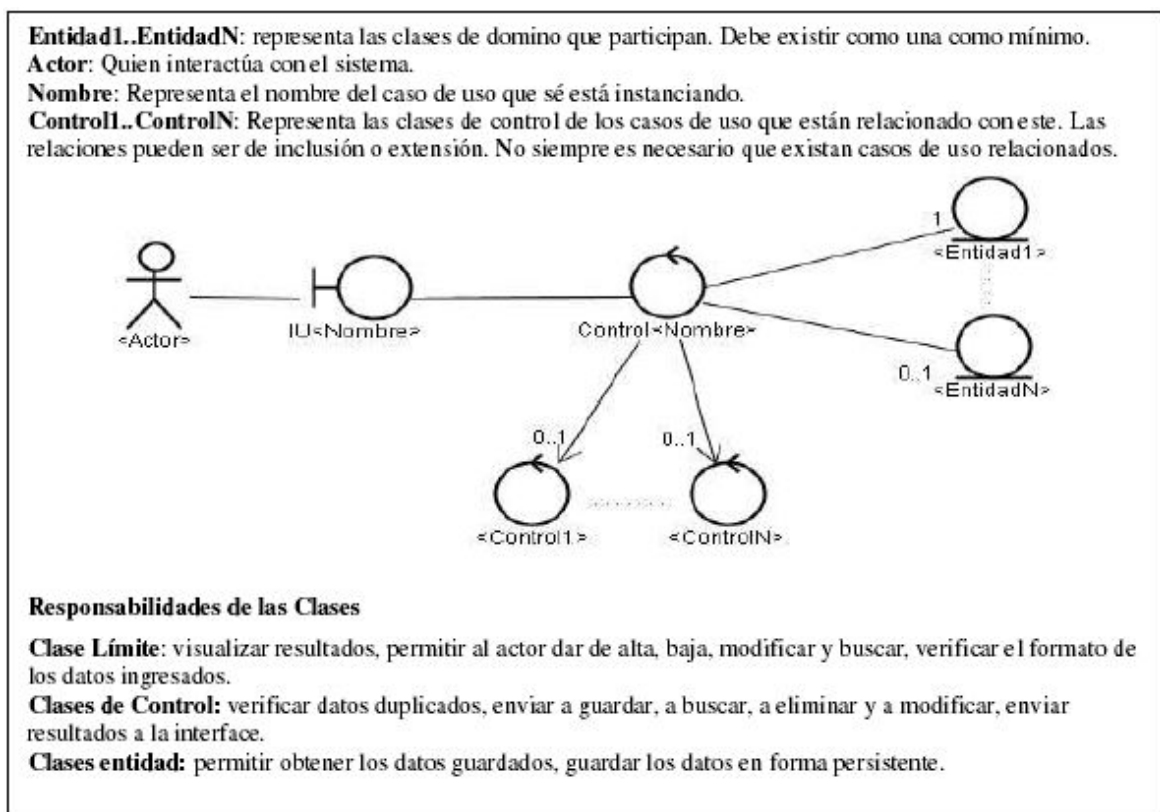 Entidad1..EntidadN: representa las clases de domino que participan. Debe existir como una como mínimo.
Actor: Quien interactúa con el sistema.
Nombre: Representa el nombre del caso de uso que sé está instanciando.
Control1..ControlN: Representa las clases de control de los casos de uso que están relacionado con este. Las
relaciones pueden ser de inclusión o extensión. No siempre es necesario que existan casos de uso relacionados.
1
<Entidad1>
<Actor>
IU<Nombre>
Control<Nombre>
0..1
<EntidadN>
0..1
0..1
<Control1>
<ControlN>
Responsabilidades de las Clases
Clase Límite: visualizar resultados, permitir al actor dar de alta, baja, modificar y buscar, verificar el formato de
los datos ingresados.
Clases de Control: verificar datos duplicados, enviar a guardar, a buscar, a eliminar y a modificar, enviar
resultados a la interface.
Clases entidad: permitir obtener los datos guardados, guardar los datos en forma persistente.